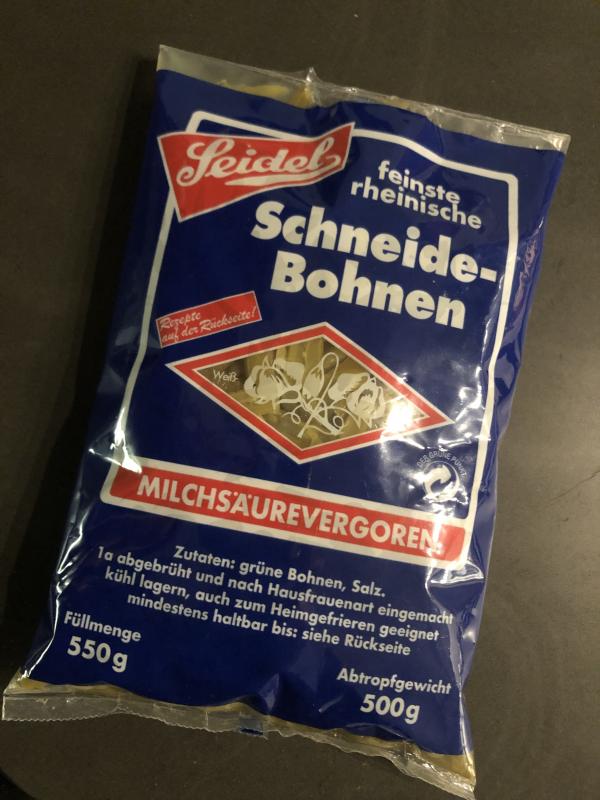 Seidel
feinste
rheinische
Schneide-
Bohnen
Rezepte
auf der Rückseite!
Weiß-
DER GRÜNE PUNKT
MILCHSÄUREVERGOREN
Zutaten: grüne Bohnen, Salz.
1a abgebrüht und nach Hausfrauenart eingemacht
kühl lagern, auch zum Heimgefrieren geeignet
mindestens haltbar bis: siehe Rückseite
Füllmenge
550g
Abtropfgewicht
500g